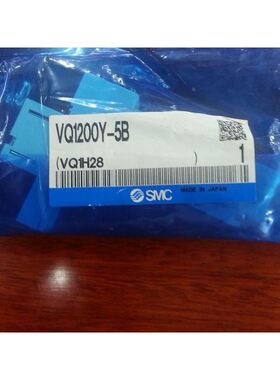 VQ1200Y-5B
(VQ1H28 )
1
SMC
MADE IN JAPAN